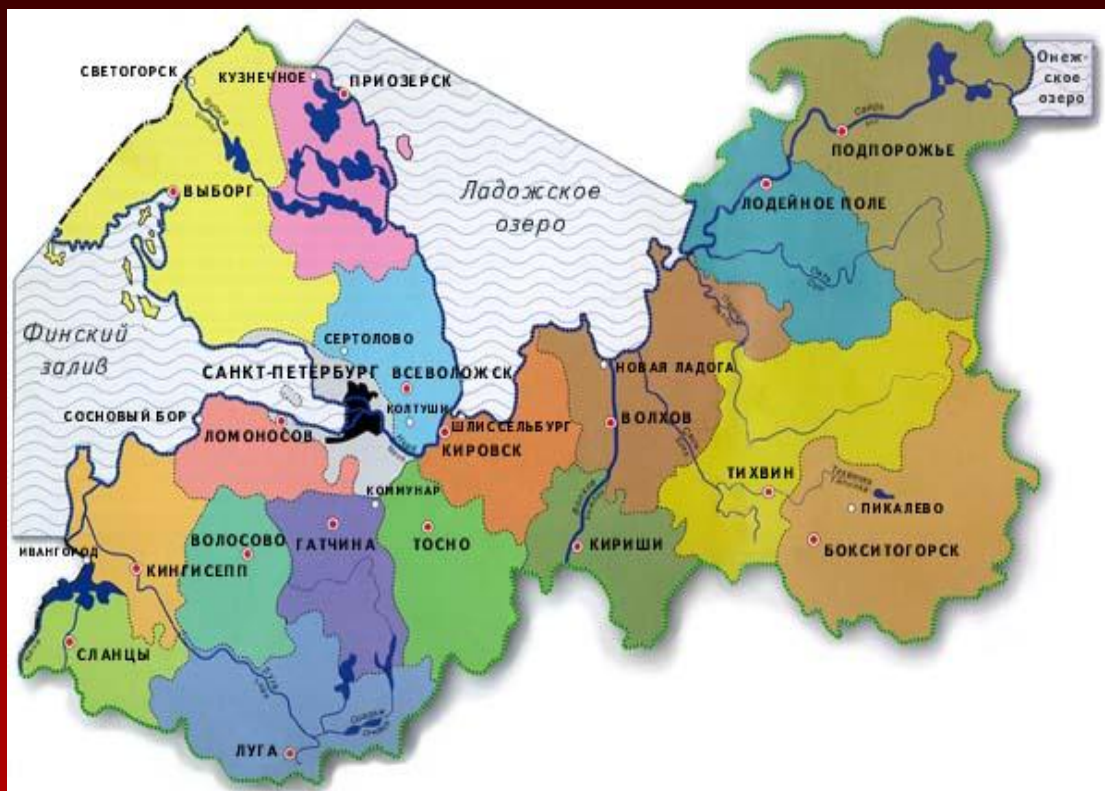 СВЕТОГОРСК
КУЗНЕЧНОЕ
ПРИОЗЕРСК
Онеж-
ское
озеро
Свирь
ПОДПОРОЖЬЕ
ВЫБОРГ
Ладожское
озеро
ЛОДЕЙНОЕ ПОЛЕ
Финский
залив
СЕРТОЛОВО
САНКТ-ПЕТЕРБУРГ
ВСЕВОЛОЖСК
НОВАЯ ЛАДОГА
СОСНОВЫЙ БОР
КОЛТУШИ
ЛОМОНОСОВ
ШЛИССЕЛЬБУРГ
ВОЛХОВ
КИРОВСК
Нева
ТИХВИН
КОММУНАР
ПИКАЛЕВО
ВОЛОСОВО
ГАТЧИНА
ТОСНО
КИРИШИ
БОКСИТОГОРСК
ИВАНГОРОД
КИНГИСЕПП
СЛАНЦЫ
ЛУГА